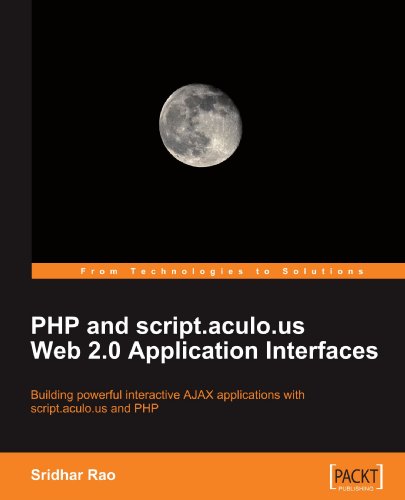 From Technologies to Solutions
PHP and script.aculo.us
Web 2.0 Application Interfaces
Building powerful interactive AJAX applications with
script.aculo.us and PHP
Sridhar Rao
[PACKT]
PUBLISHING